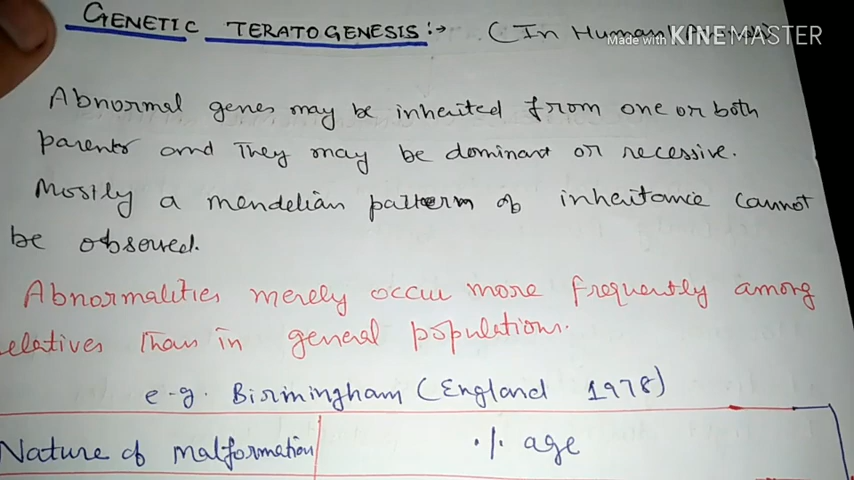 GENETIC TERATOGENESIS:→ (In Human
Made with KINEMASTER
Abnormal genes may be inherited from one or both
parents and They may be dominant or recessive.
Mostly a mendelian pattern of inheritance cannot
be observed.
Abnormalities merely occur more frequently among
elatives than in general populations.
e.g. Birmingham (England 1978)
Nature of malformation
·/. age